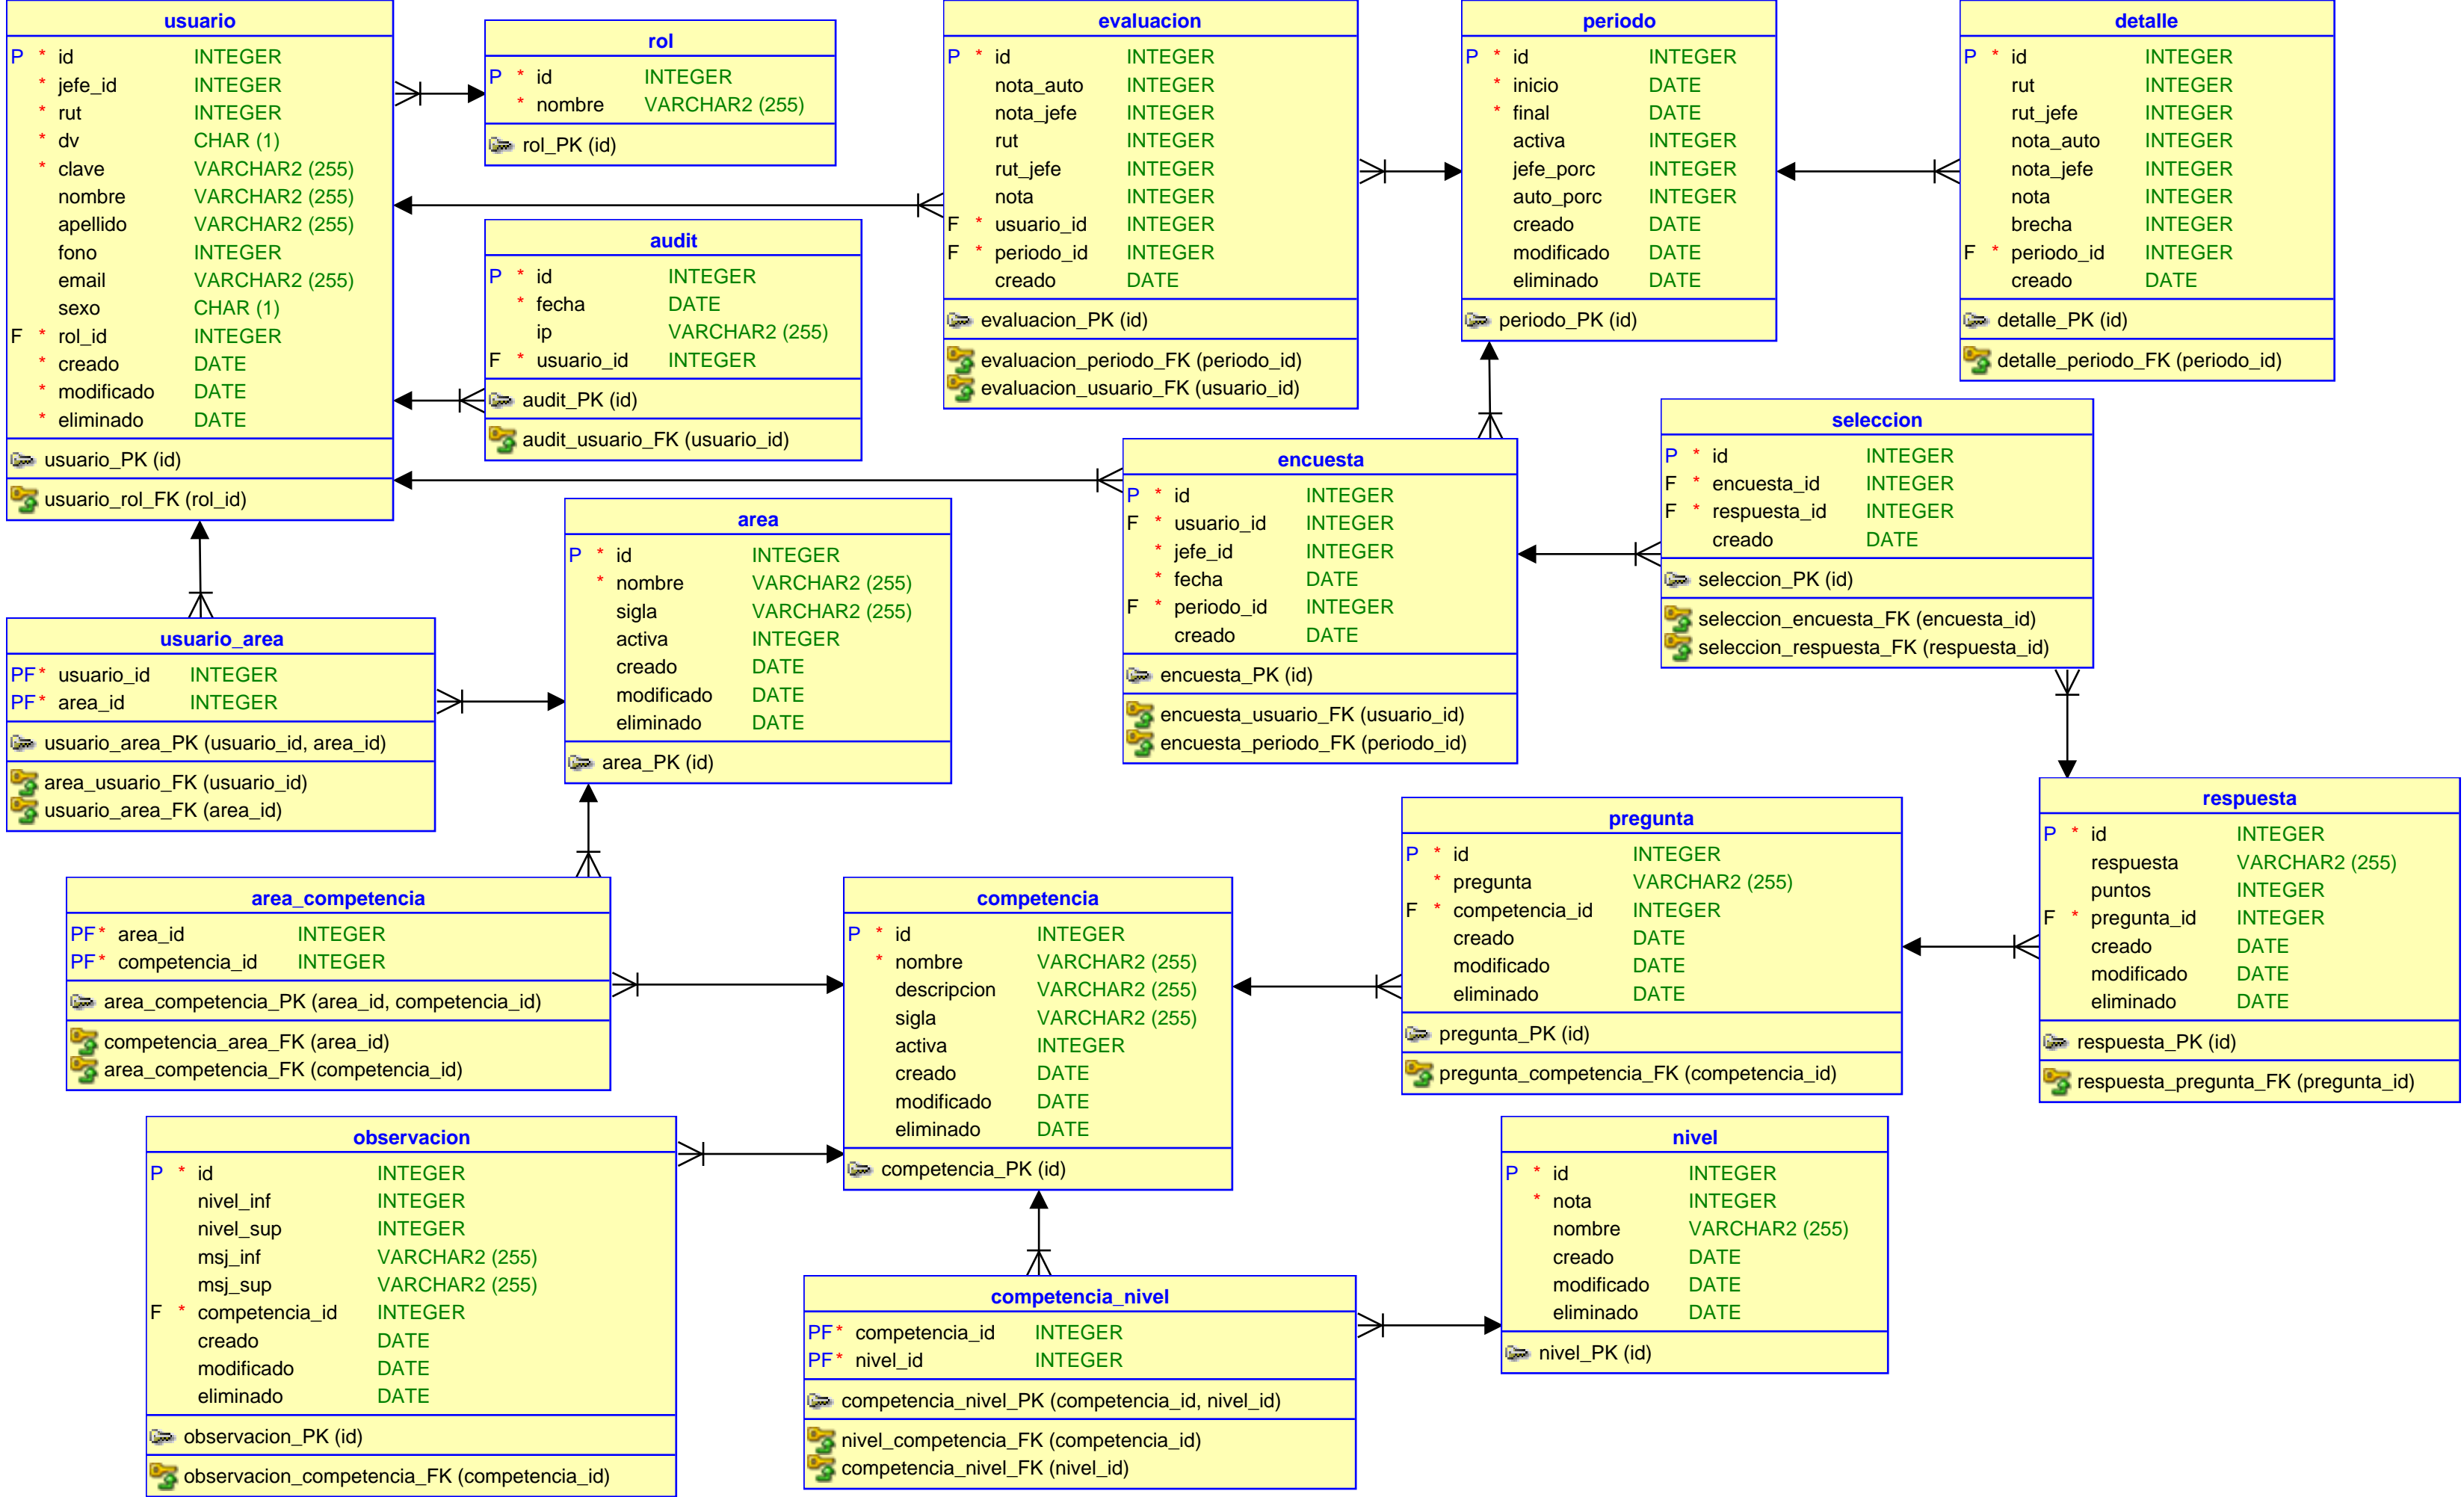 usuario
P * id INTEGER
* jefe_id INTEGER
* rut INTEGER
* dv CHAR (1)
* clave VARCHAR2 (255)
nombre VARCHAR2 (255)
apellido VARCHAR2 (255)
fono INTEGER
email VARCHAR2 (255)
sexo CHAR (1)
F * rol_id INTEGER
* creado DATE
* modificado DATE
* eliminado DATE
usuario_PK (id)
usuario_rol_FK (rol_id)
rol
P * id INTEGER
* nombre VARCHAR2 (255)
rol_PK (id)
audit
P * id INTEGER
* fecha DATE
ip VARCHAR2 (255)
F * usuario_id INTEGER
audit_PK (id)
audit_usuario_FK (usuario_id)
evaluacion
P * id INTEGER
nota_auto INTEGER
nota_jefe INTEGER
rut INTEGER
rut_jefe INTEGER
nota INTEGER
F * usuario_id INTEGER
F * periodo_id INTEGER
creado DATE
evaluacion_PK (id)
evaluacion_periodo_FK (periodo_id)
evaluacion_usuario_FK (usuario_id)
periodo
P * id INTEGER
* inicio DATE
* final DATE
activa INTEGER
jefe_porc INTEGER
auto_porc INTEGER
creado DATE
modificado DATE
eliminado DATE
periodo_PK (id)
detalle
P * id INTEGER
rut INTEGER
rut_jefe INTEGER
nota_auto INTEGER
nota_jefe INTEGER
nota INTEGER
brecha INTEGER
F * periodo_id INTEGER
creado DATE
detalle_PK (id)
detalle_periodo_FK (periodo_id)
encuesta
P * id INTEGER
F * usuario_id INTEGER
* jefe_id INTEGER
* fecha DATE
F * periodo_id INTEGER
creado DATE
encuesta_PK (id)
encuesta_usuario_FK (usuario_id)
encuesta_periodo_FK (periodo_id)
seleccion
P * id INTEGER
F * encuesta_id INTEGER
F * respuesta_id INTEGER
creado DATE
seleccion_PK (id)
seleccion_encuesta_FK (encuesta_id)
seleccion_respuesta_FK (respuesta_id)
area
P * id INTEGER
* nombre VARCHAR2 (255)
sigla VARCHAR2 (255)
activa INTEGER
creado DATE
modificado DATE
eliminado DATE
area_PK (id)
usuario_area
PF * usuario_id INTEGER
PF * area_id INTEGER
usuario_area_PK (usuario_id, area_id)
area_usuario_FK (usuario_id)
usuario_area_FK (area_id)
area_competencia
PF * area_id INTEGER
PF * competencia_id INTEGER
area_competencia_PK (area_id, competencia_id)
competencia_area_FK (area_id)
area_competencia_FK (competencia_id)
competencia
P * id INTEGER
* nombre VARCHAR2 (255)
descripcion VARCHAR2 (255)
sigla VARCHAR2 (255)
activa INTEGER
creado DATE
modificado DATE
eliminado DATE
competencia_PK (id)
pregunta
P * id INTEGER
* pregunta VARCHAR2 (255)
F * competencia_id INTEGER
creado DATE
modificado DATE
eliminado DATE
pregunta_PK (id)
pregunta_competencia_FK (competencia_id)
respuesta
P * id INTEGER
respuesta VARCHAR2 (255)
puntos INTEGER
F * pregunta_id INTEGER
creado DATE
modificado DATE
eliminado DATE
respuesta_PK (id)
respuesta_pregunta_FK (pregunta_id)
observacion
P * id INTEGER
nivel_inf INTEGER
nivel_sup INTEGER
msj_inf VARCHAR2 (255)
msj_sup VARCHAR2 (255)
F * competencia_id INTEGER
creado DATE
modificado DATE
eliminado DATE
observacion_PK (id)
observacion_competencia_FK (competencia_id)
competencia_nivel
PF * competencia_id INTEGER
PF * nivel_id INTEGER
competencia_nivel_PK (competencia_id, nivel_id)
nivel_competencia_FK (competencia_id)
competencia_nivel_FK (nivel_id)
nivel
P * id INTEGER
* nota INTEGER
nombre VARCHAR2 (255)
creado DATE
modificado DATE
eliminado DATE
nivel_PK (id)